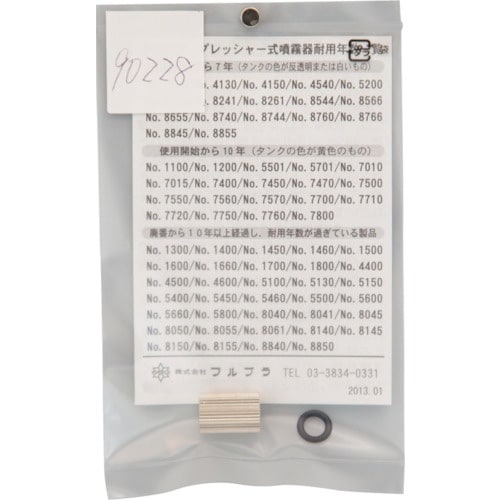 90228
プレッシャー式噴霧器耐用年
覧
プラ
袋
ら7年（タンクの色が反透明または白いもの）
No. 4130/No. 4150/No. 4540/No. 5200
No. 8241/No. 8261/No. 8544/No. 8566
No. 8655/No. 8740/No. 8744/No. 8760/No. 8766
No. 8845/No. 8855
使用開始から10年（タンクの色が黄色のもの）
No. 1100/No. 1200/No. 5501/No. 5701/No. 7010
No. 7015/No. 7400/No. 7450/No. 7470/No. 7500
No. 7550/No. 7560/No. 7570/No. 7700/No. 7710
No. 7720/No. 7750/No. 7760/No. 7800
廃番から10年以上経過し、耐用年数が過ぎている製品
No. 1300/No. 1400/No. 1450/No. 1460/No. 1500
No. 1600/No. 1660/No. 1700/No. 1800/No. 4400
No. 4500/No. 4600/No. 5100/No. 5130/No. 5150
No. 5400/No. 5450/No. 5460/No. 5500/No. 5600
No. 5660/No. 5800/No. 8040/No. 8041/No. 8045
No. 8050/No. 8055/No. 8061/No. 8140/No. 8145
No. 8150/No. 8155/No. 8840/No. 8850
株式会社 フルプラ TEL 03-3834-0331
2013.01